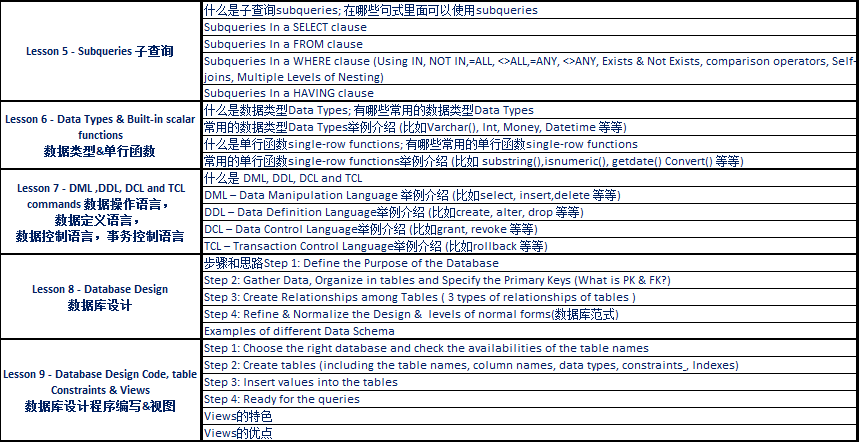 Lesson 5 - Subqueries 子查询
什么是子查询subqueries; 在哪些句式里面可以使用subqueries
Subqueries In a SELECT clause
Subqueries In a FROM clause
Subqueries In a WHERE clause (Using IN, NOT IN,=ALL, <>ALL,=ANY, <>ANY, Exists & Not Exists, comparison operators, Self-
joins, Multiple Levels of Nesting)
Subqueries In a HAVING clause
Lesson 6 - Data Types & Built-in scalar
functions
数据类型&单行函数
什么是数据类型Data Types; 有哪些常用的数据类型Data Types
常用的数据类型Data Types举例介绍 (比如Varchar(), Int, Money, Datetime 等等)
什么是单行函数single-row functions; 有哪些常用的单行函数single-row functions
常用的单行函数single-row functions举例介绍 (比如 substring(),isnumeric(), getdate() Convert() 等等)
Lesson 7 - DML ,DDL, DCL and TCL
commands 数据操作语言，
数据定义语言，
数据控制语言，事务控制语言
什么是 DML, DDL, DCL and TCL
DML – Data Manipulation Language 举例介绍 (比如select, insert,delete 等等)
DDL – Data Definition Language举例介绍 (比如create, alter, drop 等等)
DCL – Data Control Language举例介绍 (比如grant, revoke 等等)
TCL – Transaction Control Language举例介绍 (比如rollback 等等)
Lesson 8 - Database Design
数据库设计
步骤和思路Step 1: Define the Purpose of the Database
Step 2: Gather Data, Organize in tables and Specify the Primary Keys (What is PK & FK?)
Step 3: Create Relationships among Tables ( 3 types of relationships of tables )
Step 4: Refine & Normalize the Design & levels of normal forms(数据库范式)
Examples of different Data Schema
Lesson 9 - Database Design Code, table
Constraints & Views
数据库设计程序编写&视图
Step 1: Choose the right database and check the availabilities of the table names
Step 2: Create tables (including the table names, column names, data types, constraints , Indexes)
Step 3: Insert values into the tables
Step 4: Ready for the queries
Views的特色
Views的优点